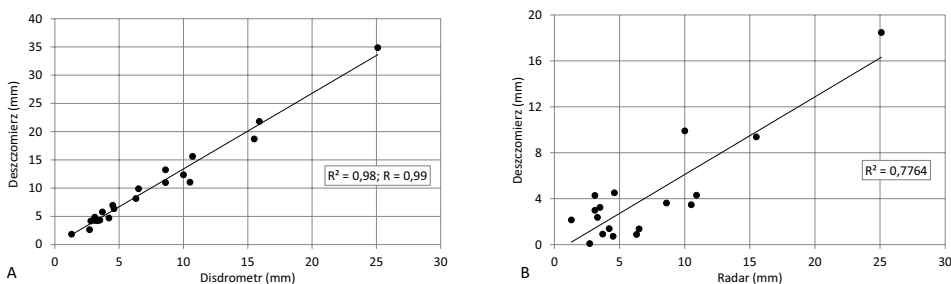 40
35
30
25
20
15
10
5
0
Deszczomierz (mm)
R² = 0,98; R = 0,99
0 5 10 15 20 25 30
Disdrometr (mm)
A
20
16
12
8
4
0
Deszczomierz (mm)
R² = 0,7764
0 5 10 15 20 25 30
Radar (mm)
B